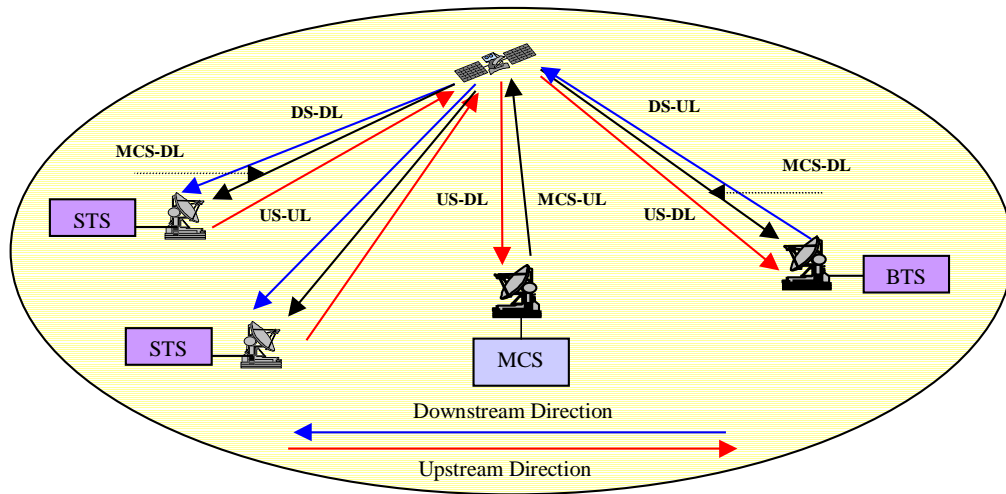 DS-DL
DS-UL
MCS-DL
MCS-DL
STS
US-UL
US-DL
MCS-UL
US-DL
BTS
STS
MCS
Downstream Direction
Upstream Direction